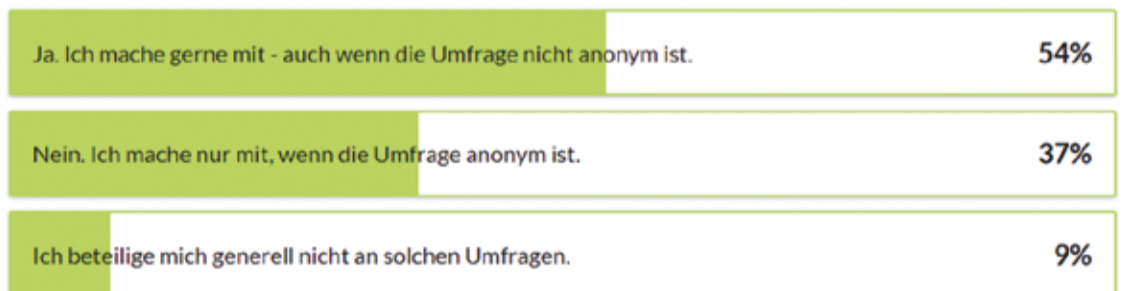 Ja. Ich mache gerne mit - auch wenn die Umfrage nicht anonym ist. 54%
Nein. Ich mache nur mit, wenn die Umfrage anonym ist. 37%
Ich beteilige mich generell nicht an solchen Umfragen. 9%